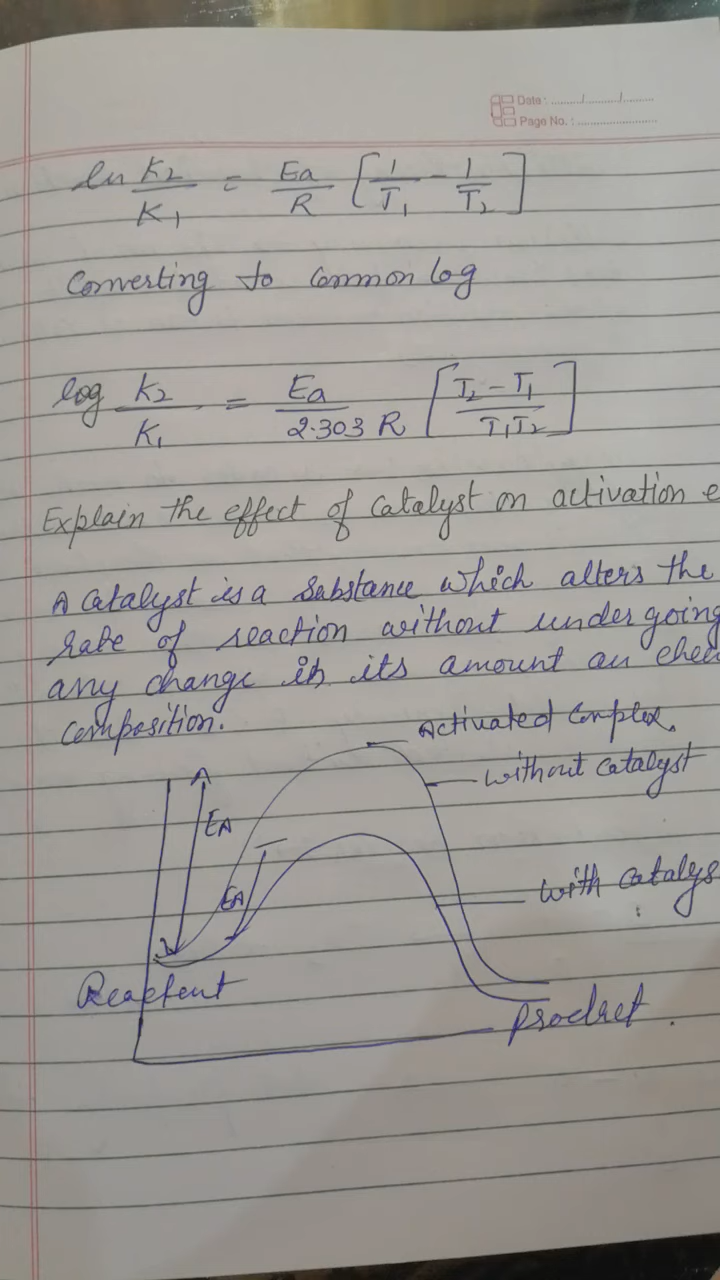 Date: ......../......../........
Page No. : ........................
ln K2/K1 = Ea/R [1/T1 - 1/T2]
Converting to Common log
log K2/K1 = Ea/2.303 R [T2 - T1/T1T2]
Explain the effect of Catalyst on activation e
A Catalyst is a Substance which alters the
rate of reaction without undergoing
any change in its amount an
Composition.
Activated Complex.
without Catalyst
EA
EA
with Catalys
Reactent
Product.